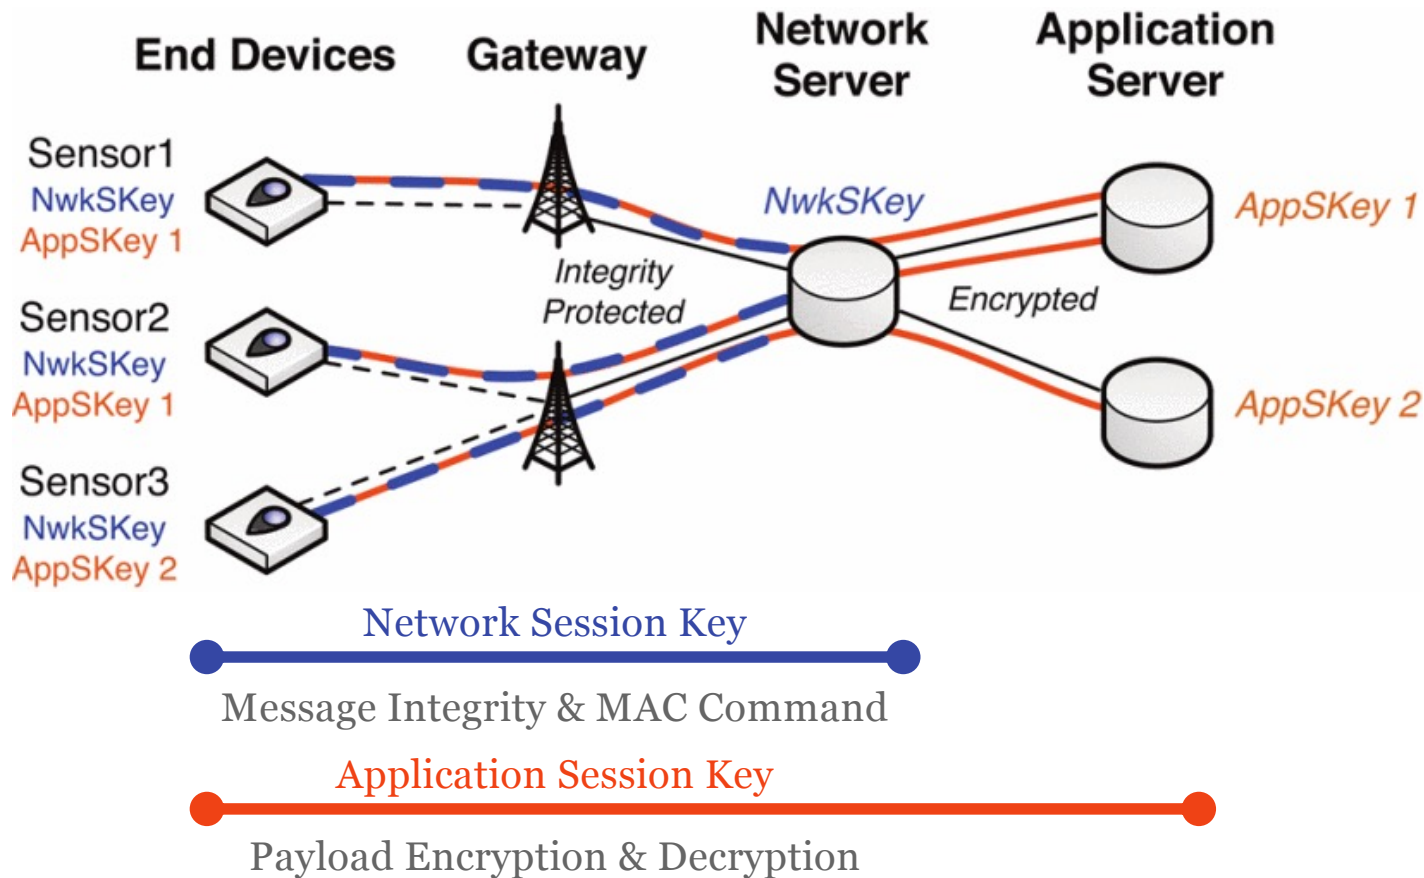 End Devices
Gateway
Network
Server
Application
Server
Sensor1
NwkSKey
AppSKey 1
NwkSKey
AppSKey 1
Integrity
Protected
Encrypted
Sensor2
NwkSKey
AppSKey 1
AppSKey 2
Sensor3
NwkSKey
AppSKey 2
Network Session Key
Message Integrity & MAC Command
Application Session Key
Payload Encryption & Decryption